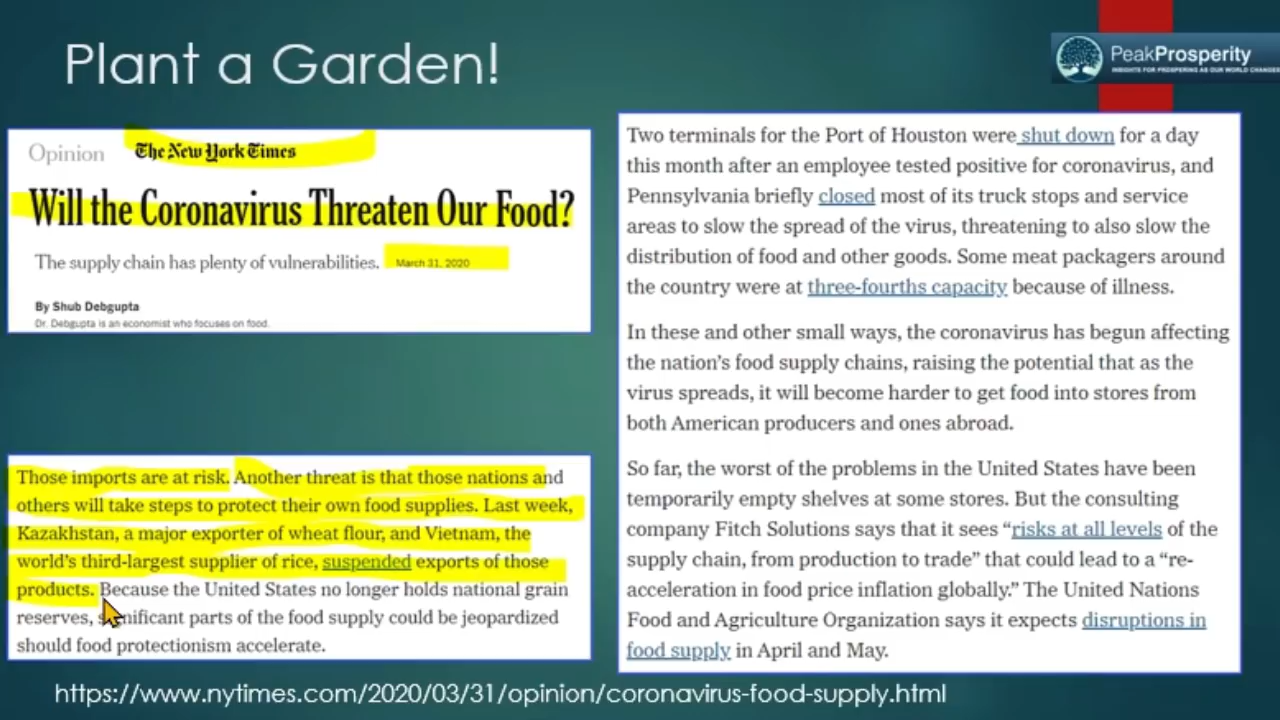 Plant a Garden!
PeakProsperity
INSIGHTS FOR PROSPERING AS OUR WORLD CHANGES
Opinion The New York Times
Will the Coronavirus Threaten Our Food?
The supply chain has plenty of vulnerabilities. March 31, 2020
By Shub Debgupta
Dr. Debgupta is an economist who focuses on food.
Those imports are at risk. Another threat is that those nations and
others will take steps to protect their own food supplies. Last week,
Kazakhstan, a major exporter of wheat flour, and Vietnam, the
world's third-largest supplier of rice, suspended exports of those
products. Because the United States no longer holds national grain
reserves, significant parts of the food supply could be jeopardized
should food protectionism accelerate.
Two terminals for the Port of Houston were shut down for a day
this month after an employee tested positive for coronavirus, and
Pennsylvania briefly closed most of its truck stops and service
areas to slow the spread of the virus, threatening to also slow the
distribution of food and other goods. Some meat packagers around
the country were at three-fourths capacity because of illness.
In these and other small ways, the coronavirus has begun affecting
the nation's food supply chains, raising the potential that as the
virus spreads, it will become harder to get food into stores from
both American producers and ones abroad.
So far, the worst of the problems in the United States have been
temporarily empty shelves at some stores. But the consulting
company Fitch Solutions says that it sees “risks at all levels of the
supply chain, from production to trade” that could lead to a “re-
acceleration in food price inflation globally.” The United Nations
Food and Agriculture Organization says it expects disruptions in
food supply in April and May.
https://www.nytimes.com/2020/03/31/opinion/coronavirus-food-supply.html